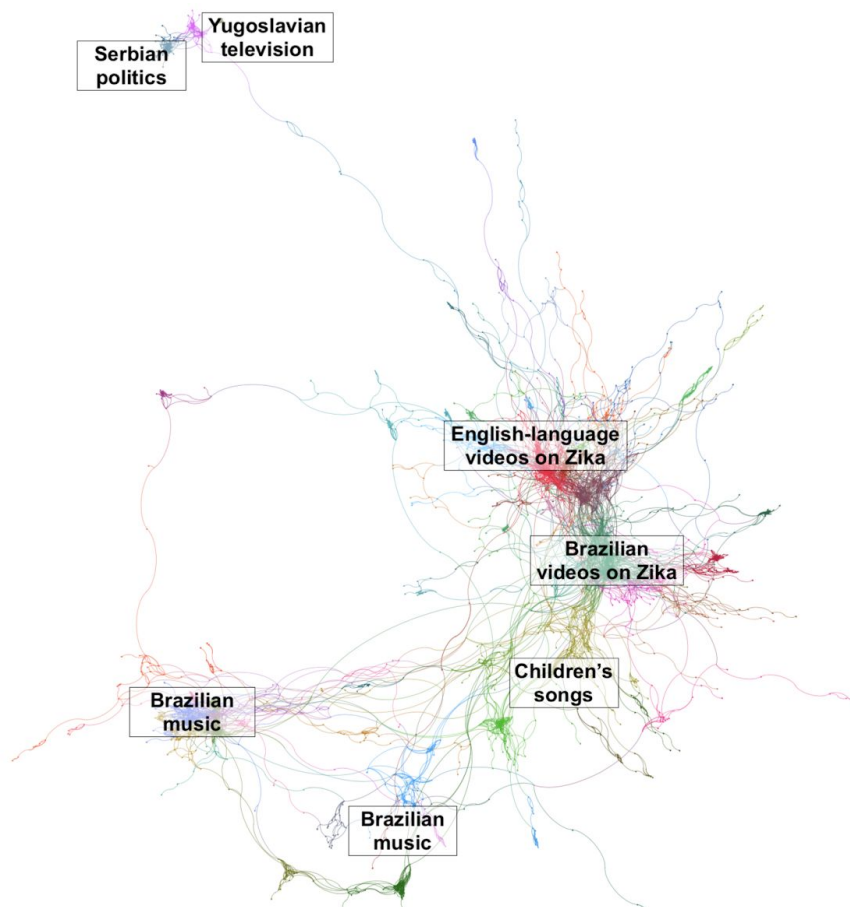 Yugoslavian
television
Serbian
politics
English-language
videos on Zika
Brazilian
videos on Zika
Children’s
songs
Brazilian
music
Brazilian
music